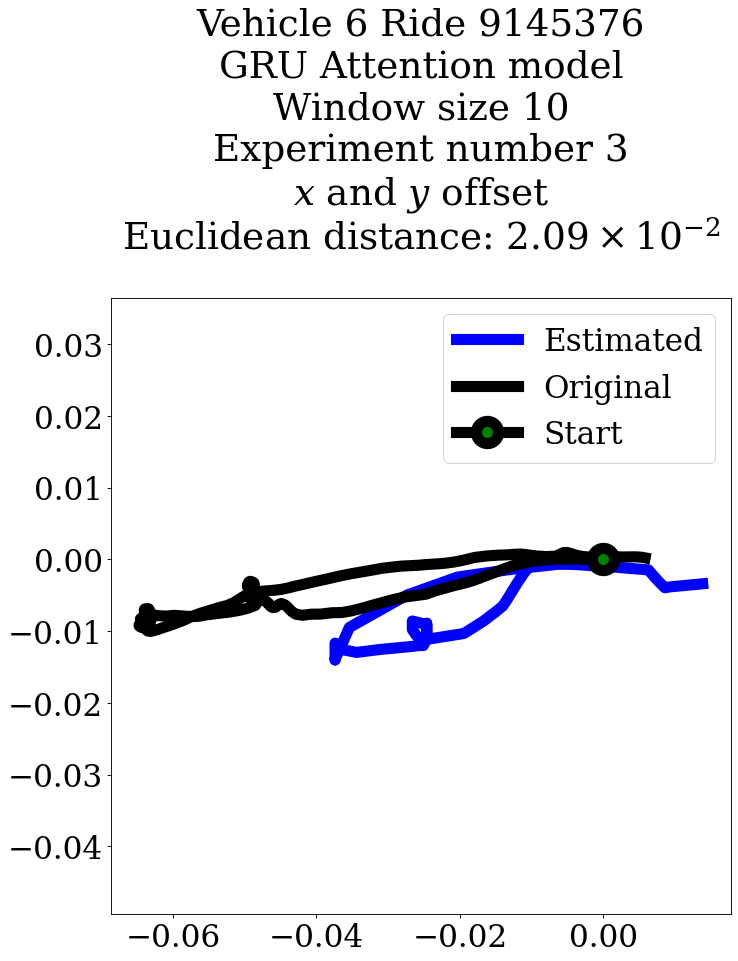 Vehicle 6 Ride 9145376
GRU Attention model
Window size 10
Experiment number 3
x and y offset
Euclidean distance: 2.09 × 10⁻²
Estimated
Original
Start
0.03
0.02
0.01
0.00
−0.01
−0.02
−0.03
−0.04
−0.06 −0.04 −0.02 0.00